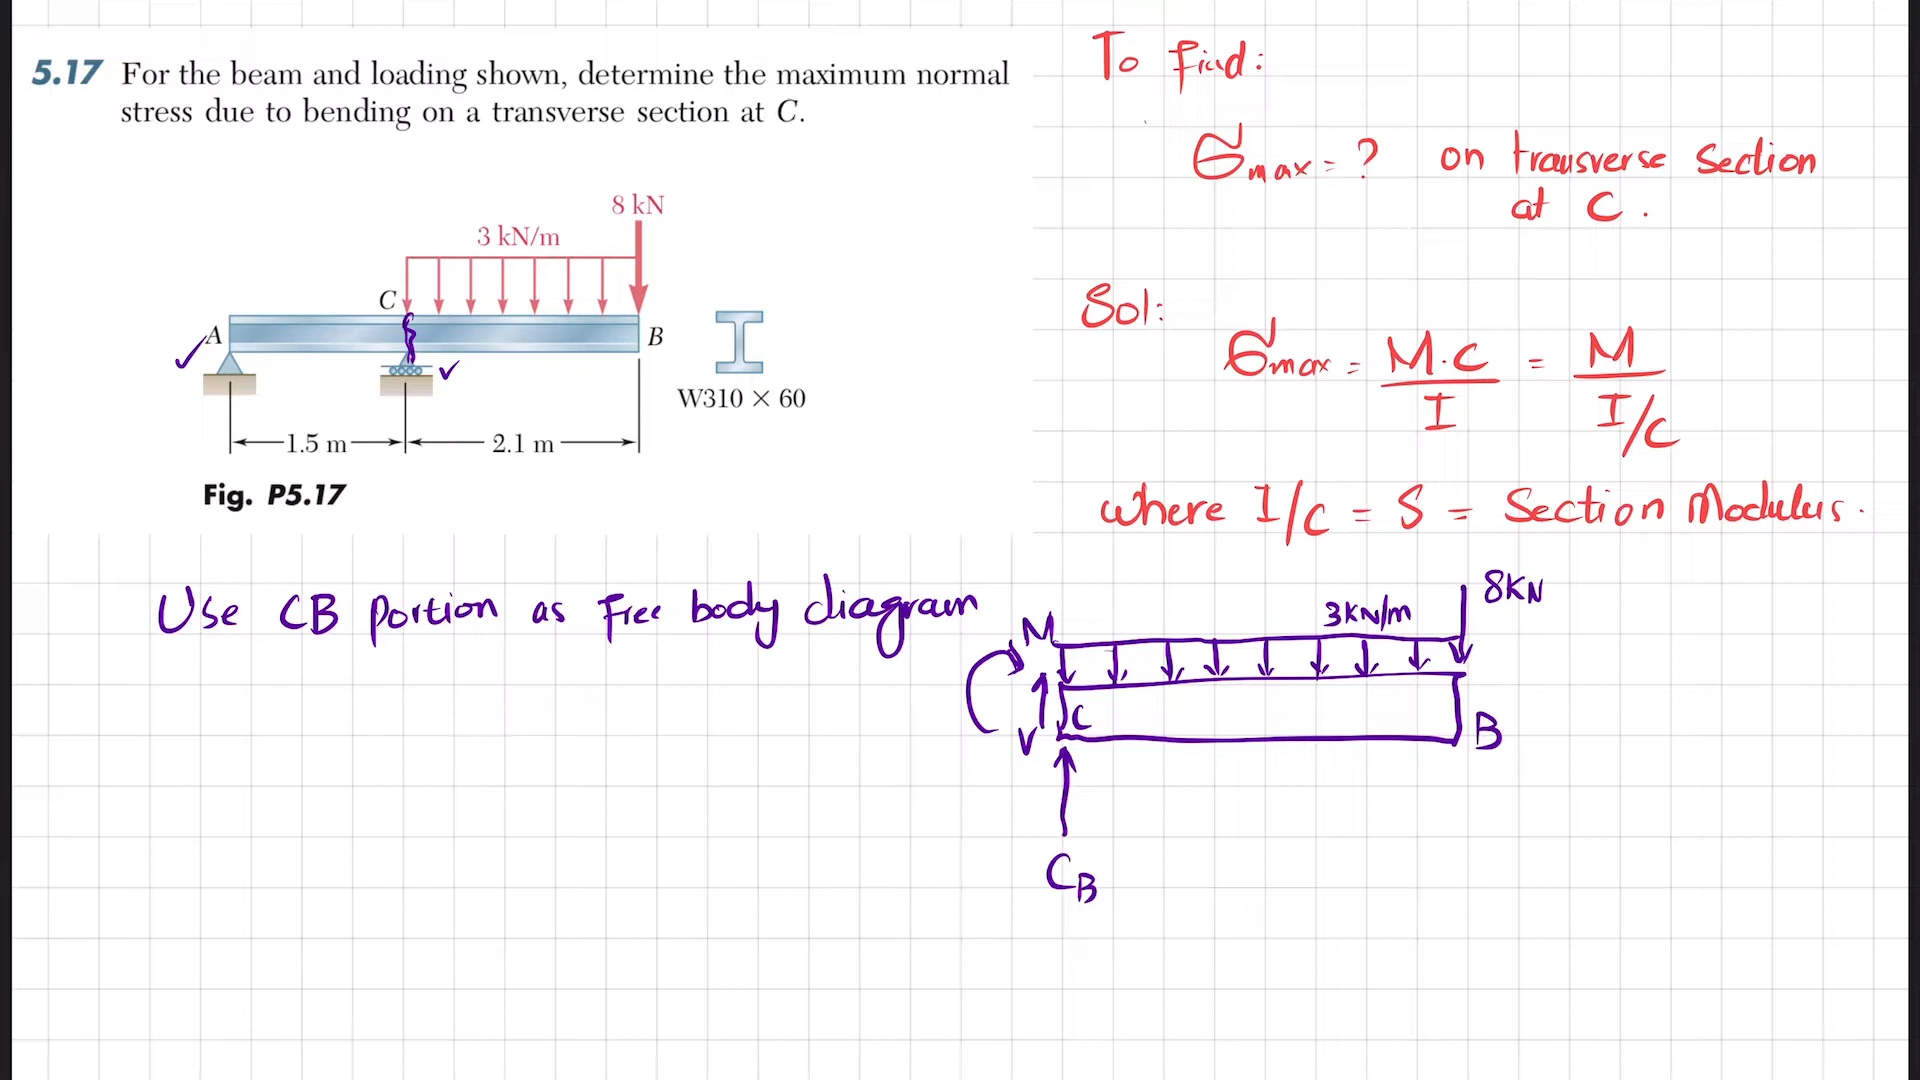 5.17 For the beam and loading shown, determine the maximum normal
stress due to bending on a transverse section at C.
8 kN
3 kN/m
C
A
B
W310 × 60
1.5 m
2.1 m
Fig. P5.17
To Find:
σmax = ? on transverse section
at C.
Sol:
σmax = M.C/I = M/(I/C)
where I/C = S = Section Modulus.
Use CB Portion as Free body diagram
8KN
3KN/m
M
V
C
B
CB